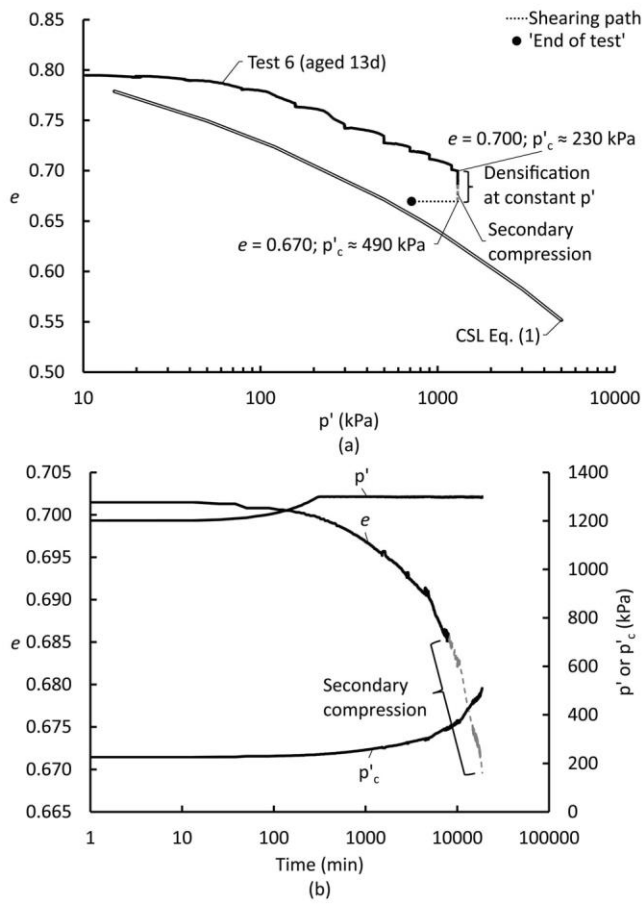 Shearing path
'End of test'
0.80
0.75
0.70
0.65
0.60
0.55
0.50
e
Test 6 (aged 13d)
e = 0.700; p'c ≈ 230 kPa
Densification
at constant p'
Secondary
compression
e = 0.670; p'c ≈ 490 kPa
CSL Eq. (1)
10 100 1000 10000
p' (kPa)
(a)
0.705
0.700
0.695
0.690
0.685
0.680
0.675
0.670
0.665
e
p'
e
Secondary
compression
p'c
1400
1200
1000
800
600
400
200
0
p' or p'c (kPa)
1 10 100 1000 10000 100000
Time (min)
(b)